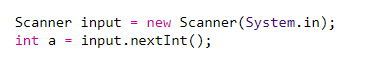 Scanner input = new Scanner(System.in);
int a = input.nextInt();